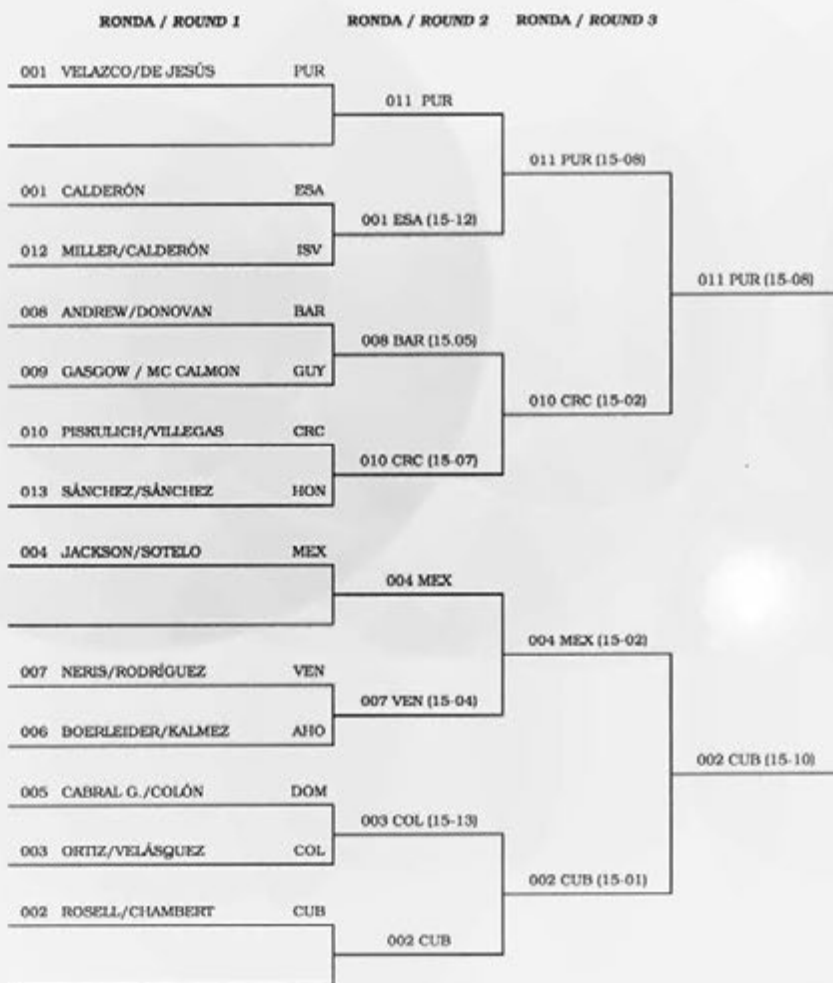 RONDA / ROUND 1 RONDA / ROUND 2 RONDA / ROUND 3
001 VELAZCO/DE JESÚS PUR
011 PUR
011 PUR (15-08)
001 CALDERÓN ESA
001 ESA (15-12)
012 MILLER/CALDERÓN ISV
011 PUR (15-08)
008 ANDREW/DONOVAN BAR
008 BAR (15.05)
009 GASGOW / MC CALMON GUY
010 CRC (15-02)
010 PISKULICH/VILLEGAS CRC
010 CRC (15-07)
013 SÁNCHEZ/SÁNCHEZ HON
004 JACKSON/SOTELO MEX
004 MEX
004 MEX (15-02)
007 NERIS/RODRÍGUEZ VEN
007 VEN (15-04)
006 BOERLEIDER/KALMEZ AHO
002 CUB (15-10)
005 CABRAL G./COLÓN DOM
003 COL (15-13)
003 ORTIZ/VELÁSQUEZ COL
002 CUB (15-01)
002 ROSELL/CHAMBERT CUB
002 CUB